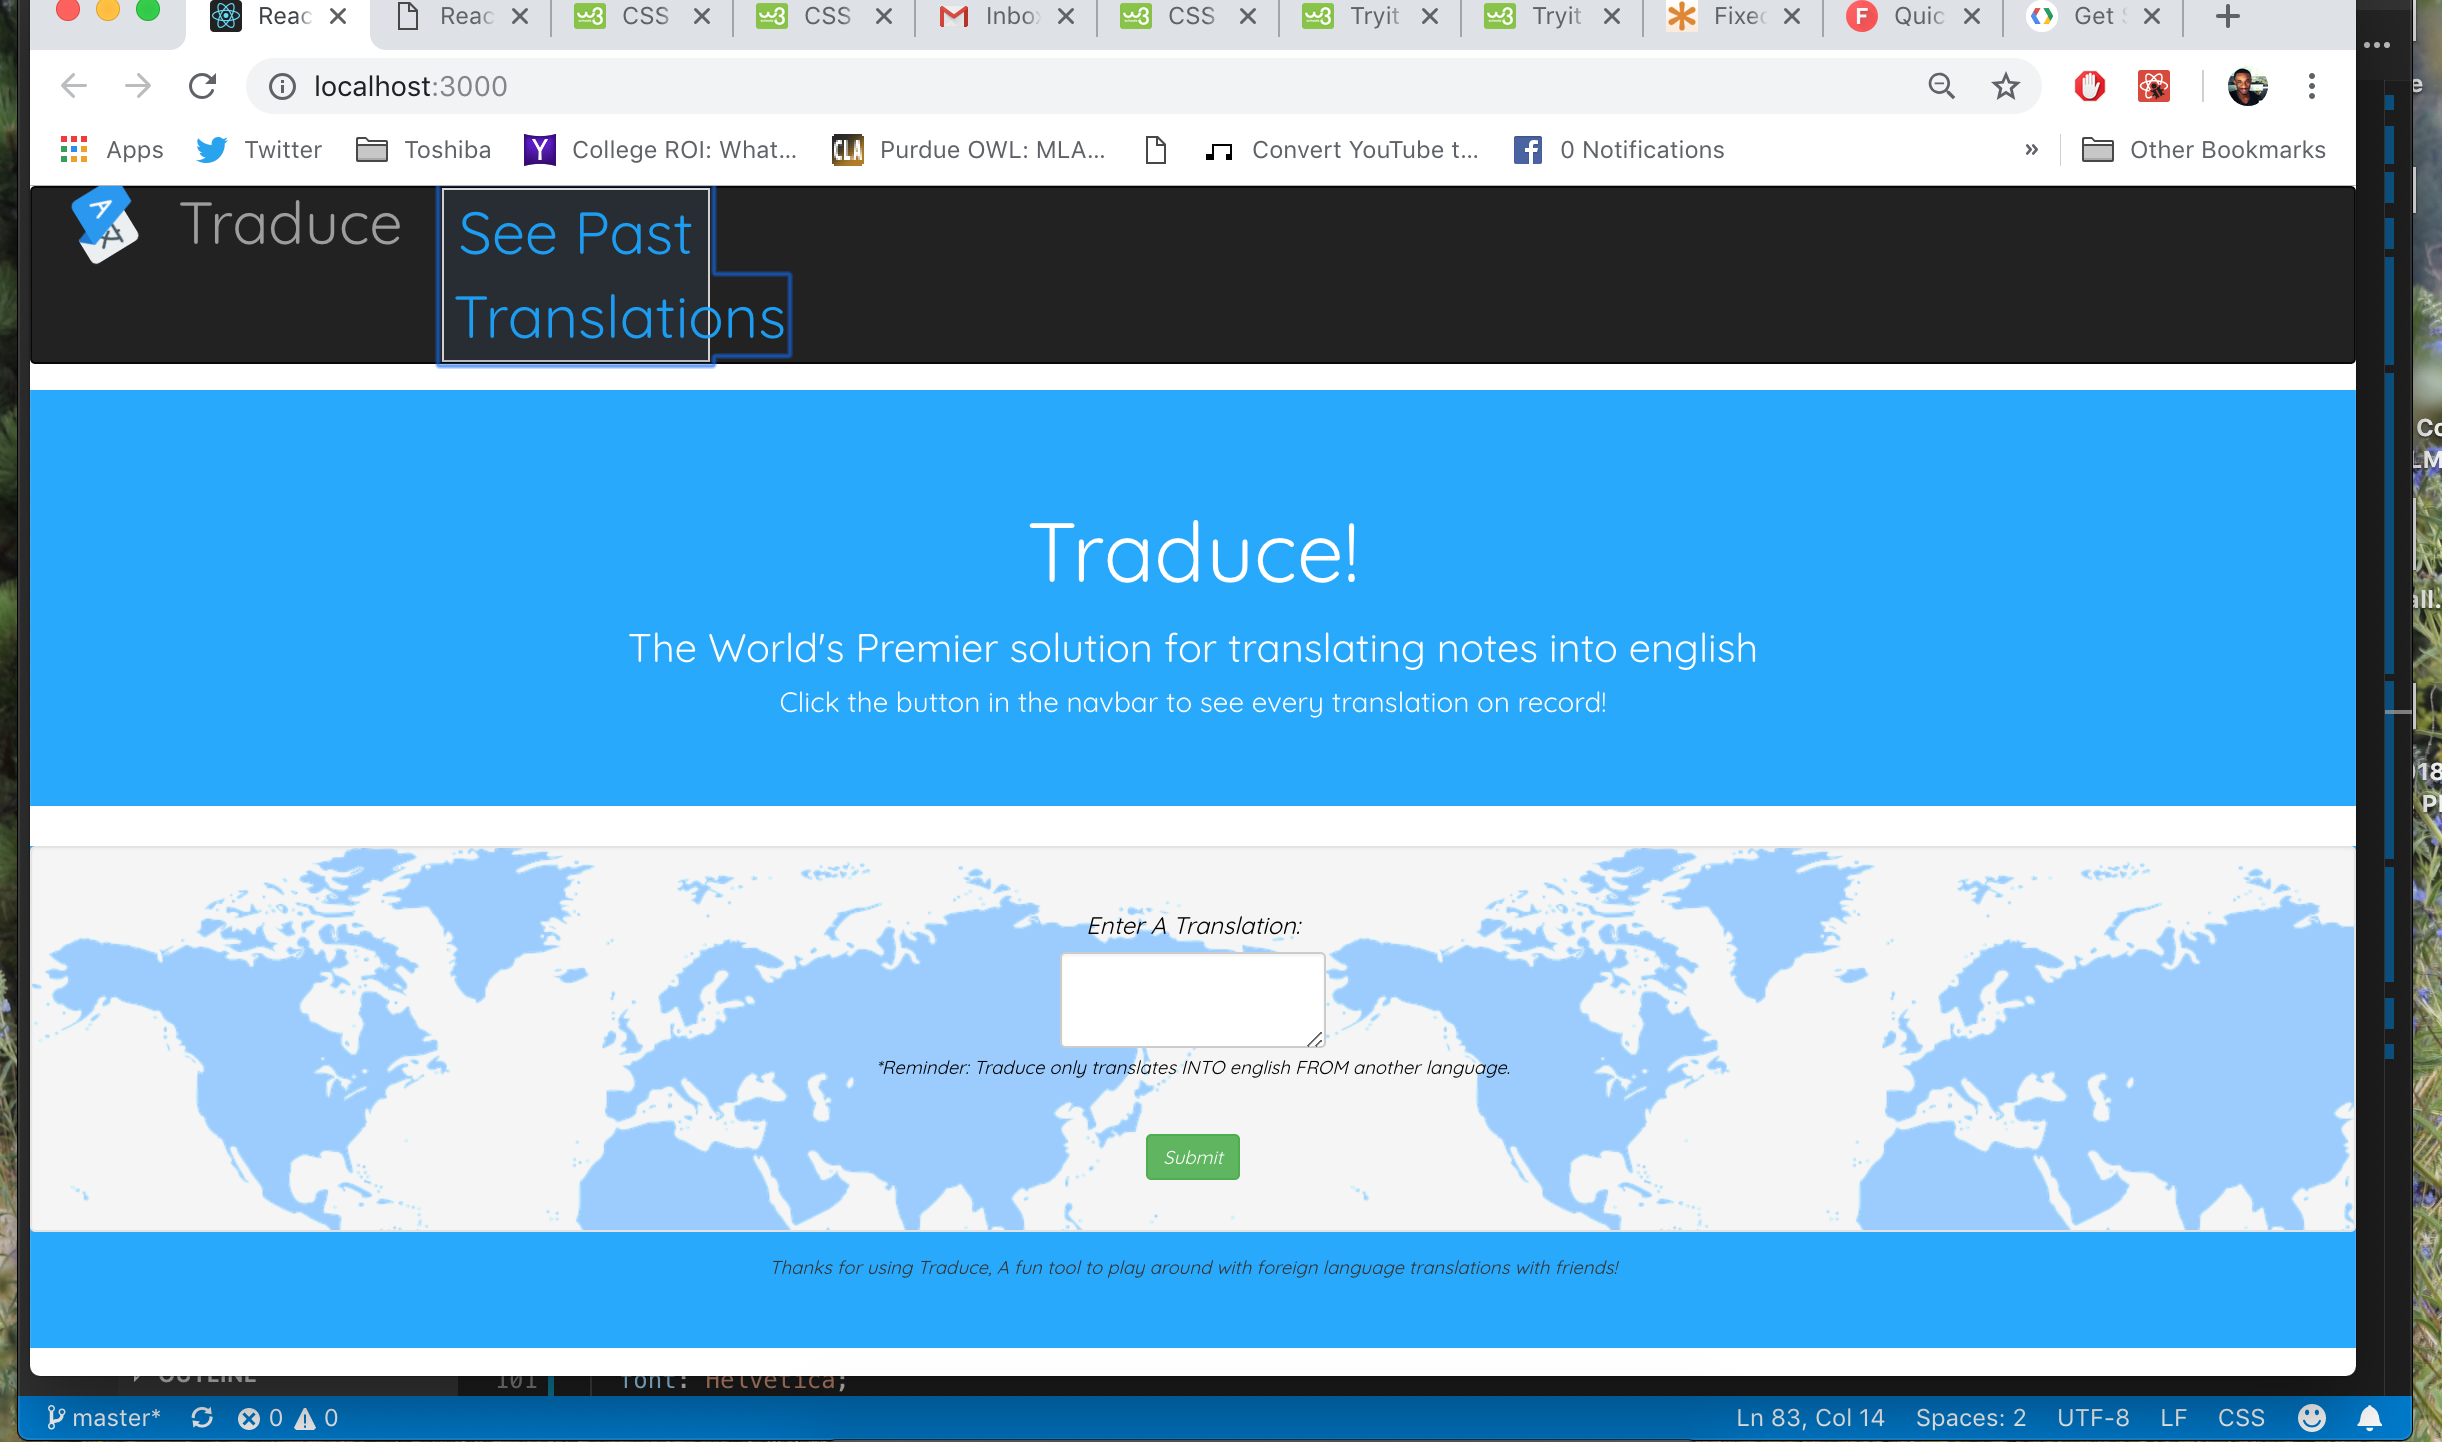 Reac
Reac
CSS
CSS
Inbo
CSS
Tryit
Tryit
Fixed
Quic
Get S
localhost:3000
Apps
Twitter
Toshiba
College ROI: What...
Purdue OWL: MLA...
Convert YouTube t...
0 Notifications
»
Other Bookmarks
Traduce
See Past
Translations
Traduce!
The World's Premier solution for translating notes into english
Click the button in the navbar to see every translation on record!
Enter A Translation:
*Reminder: Traduce only translates INTO english FROM another language.
Submit
Thanks for using Traduce, A fun tool to play around with foreign language translations with friends!
OUTLINE
101 font: Helvetica;
master* 0 0
Ln 83, Col 14 Spaces: 2 UTF-8 LF CSS